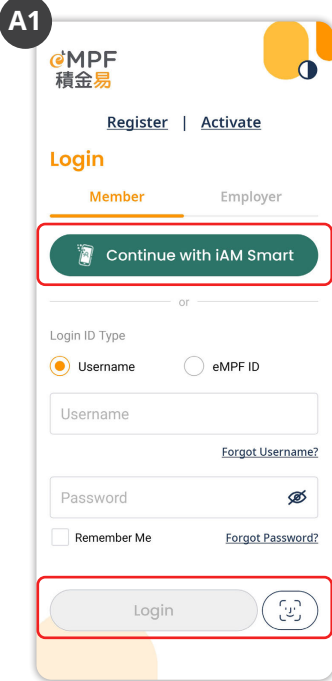 A1
eMPF
積金易
Register | Activate
Login
Member Employer
Continue with iAM Smart
or
Login ID Type
Username eMPF ID
Username
Forgot Username?
Password
Remember Me Forgot Password?
Login